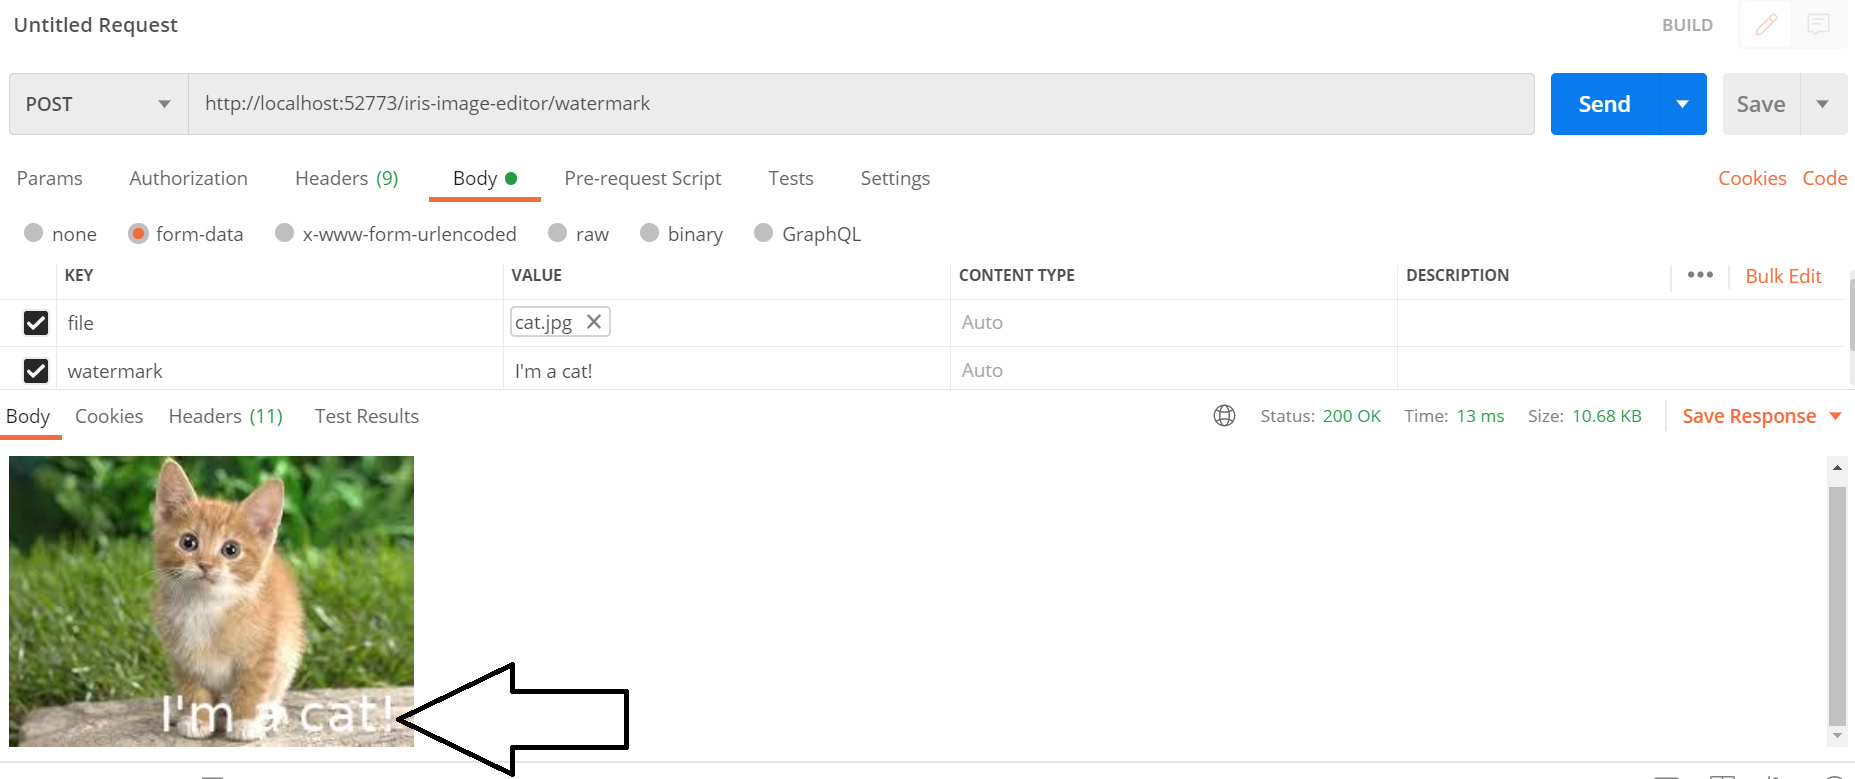 Untitled Request
BUILD
POST http://localhost:52773/iris-image-editor/watermark Send Save
Params Authorization Headers (9) Body Pre-request Script Tests Settings Cookies Code
none form-data x-www-form-urlencoded raw binary GraphQL
KEY VALUE CONTENT TYPE DESCRIPTION ••• Bulk Edit
file cat.jpg Auto
watermark I'm a cat! Auto
Body Cookies Headers (11) Test Results Status: 200 OK Time: 13 ms Size: 10.68 KB Save Response
I'm a cat!